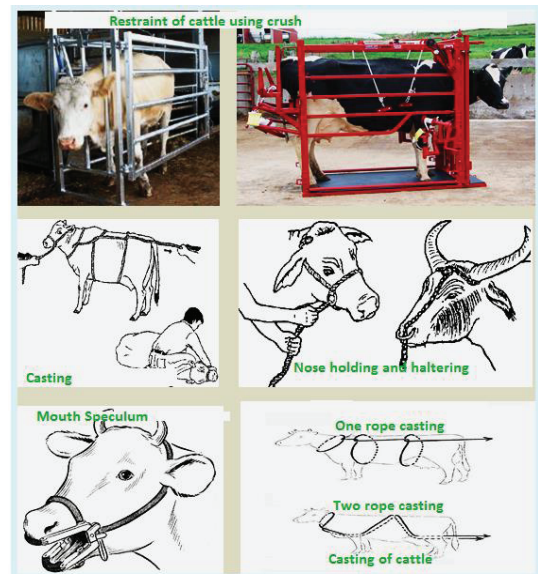 Restraint of cattle using crush
Casting
Nose holding and haltering
Mouth Speculum
One rope casting
Two rope casting
Casting of cattle